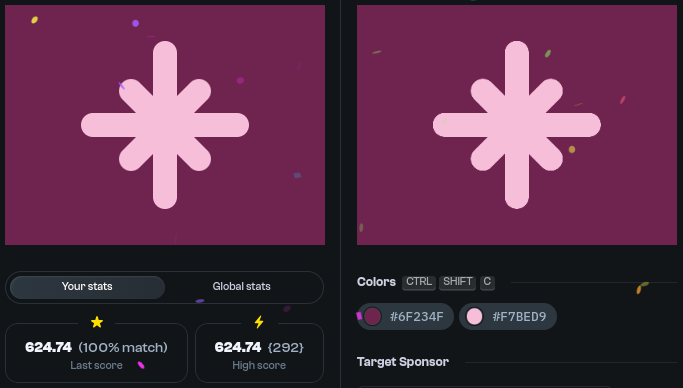 Your stats
Global stats
624.74 (100% match)
Last score
624.74 {292}
High score
Colors CTRL SHIFT C
#6F234F
#F7BED9
Target Sponsor